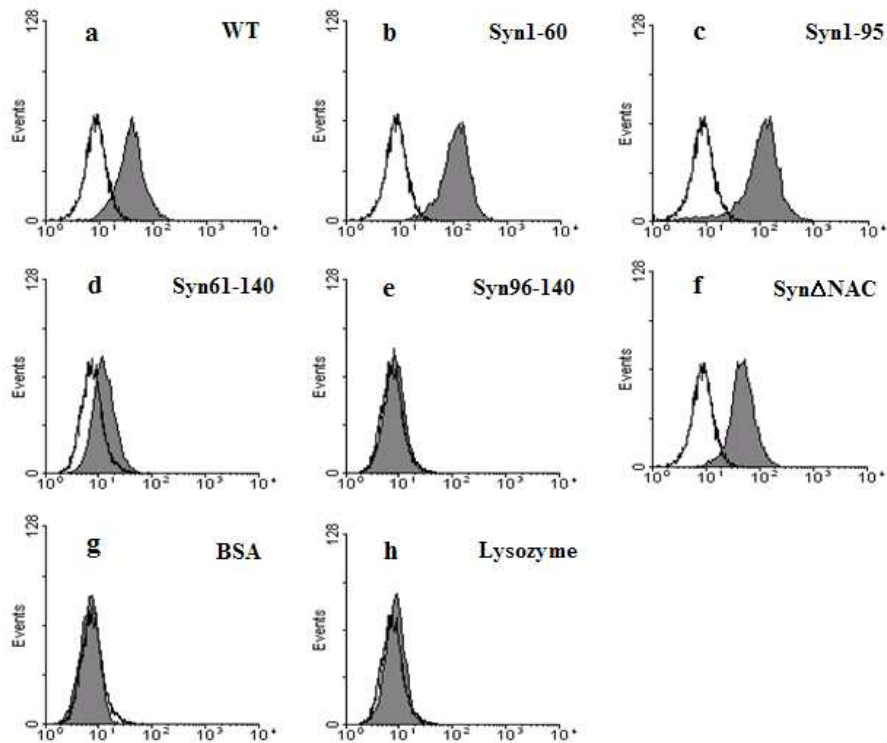 a WT
128
Events
0
10⁰ 10¹ 10² 10³ 10⁴
b Syn1-60
128
Events
0
10⁰ 10¹ 10² 10³ 10⁴
c Syn1-95
128
Events
0
10⁰ 10¹ 10² 10³ 10⁴
d Syn61-140
128
Events
0
10⁰ 10¹ 10² 10³ 10⁴
e Syn96-140
128
Events
0
10⁰ 10¹ 10² 10³ 10⁴
f SynΔNAC
128
Events
0
10⁰ 10¹ 10² 10³ 10⁴
g BSA
128
Events
0
10⁰ 10¹ 10² 10³ 10⁴
h Lysozyme
128
Events
0
10⁰ 10¹ 10² 10³ 10⁴